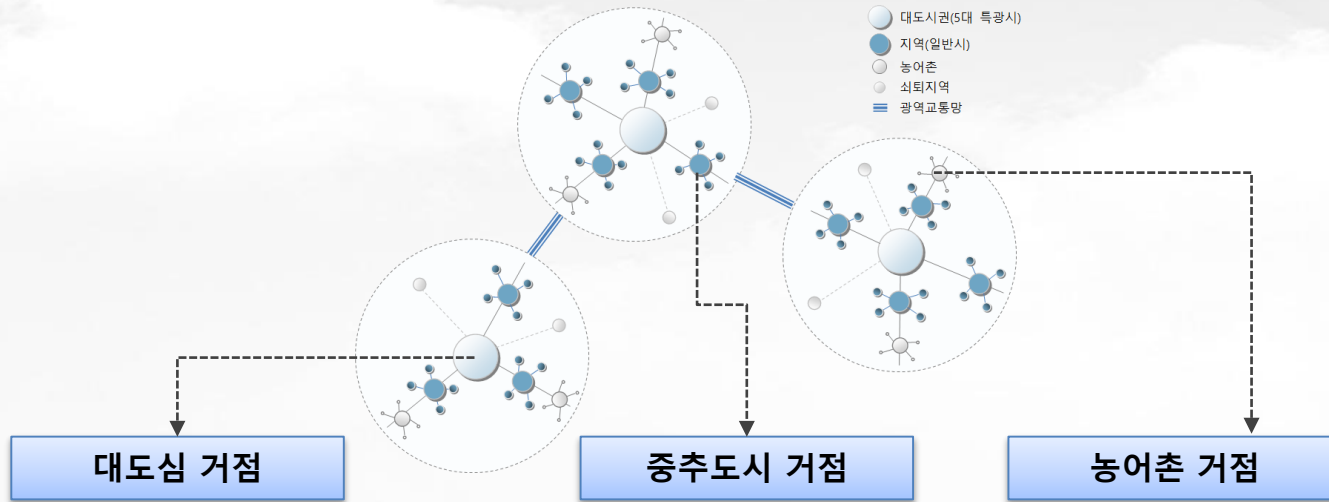 대도시권(5대 특광시)
지역(일반시)
농어촌
쇠퇴지역
광역교통망
대도심 거점
중추도시 거점
농어촌 거점